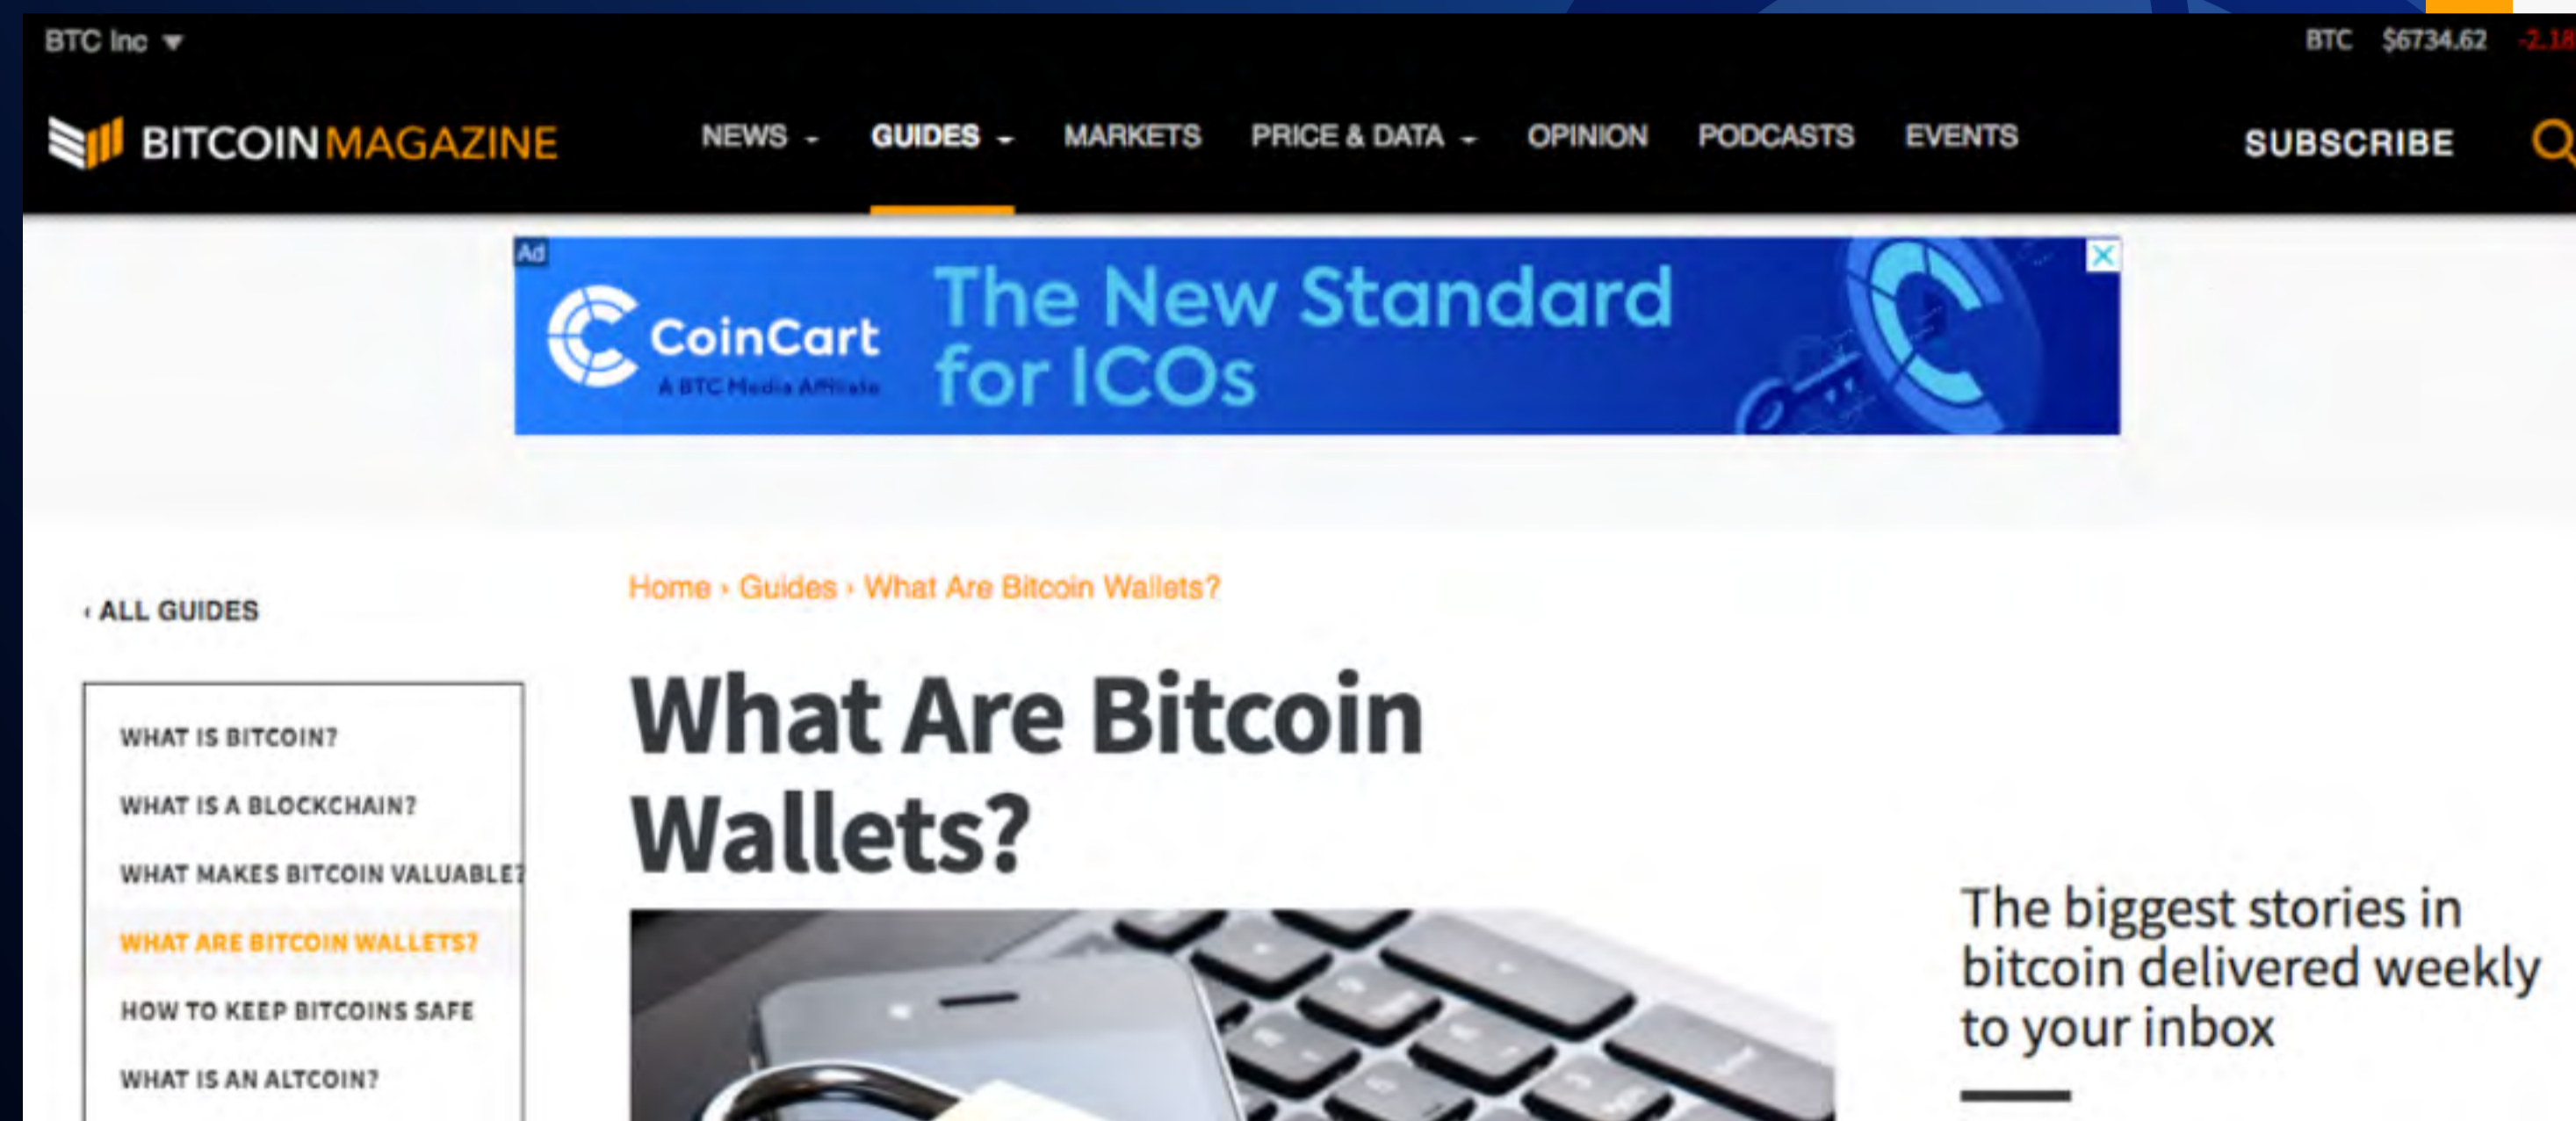 BTC Inc
BTC $6734.62 -2.18
BITCOIN MAGAZINE
NEWS GUIDES MARKETS PRICE & DATA OPINION PODCASTS EVENTS
SUBSCRIBE
Ad
CoinCart
A BTC Media Affiliate
The New Standard
for ICOs
‹ ALL GUIDES
WHAT IS BITCOIN?
WHAT IS A BLOCKCHAIN?
WHAT MAKES BITCOIN VALUABLE?
WHAT ARE BITCOIN WALLETS?
HOW TO KEEP BITCOINS SAFE
WHAT IS AN ALTCOIN?
Home › Guides › What Are Bitcoin Wallets?
What Are Bitcoin
Wallets?
The biggest stories in
bitcoin delivered weekly
to your inbox